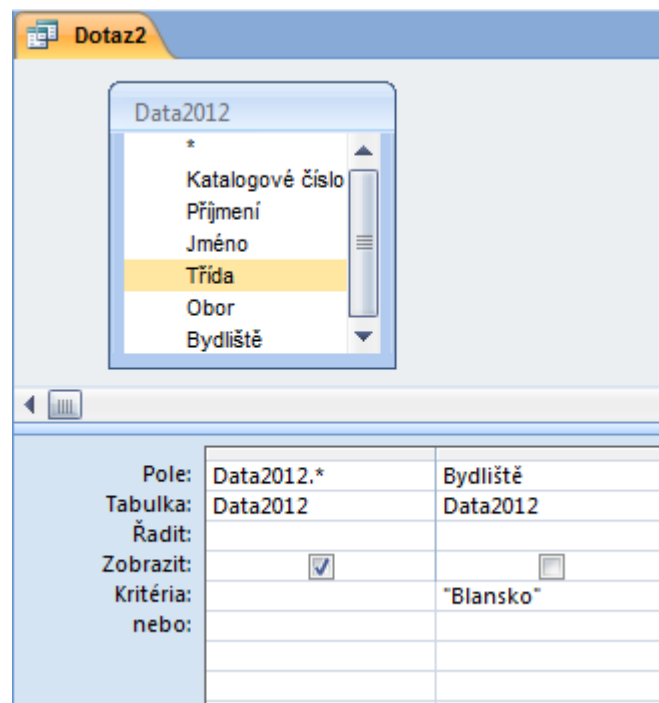 Dotaz2
Data2012
*
Katalogové číslo
Příjmení
Jméno
Třída
Obor
Bydliště
Pole: Data2012.* Bydliště
Tabulka: Data2012 Data2012
Řadit:
Zobrazit:
Kritéria: "Blansko"
nebo: